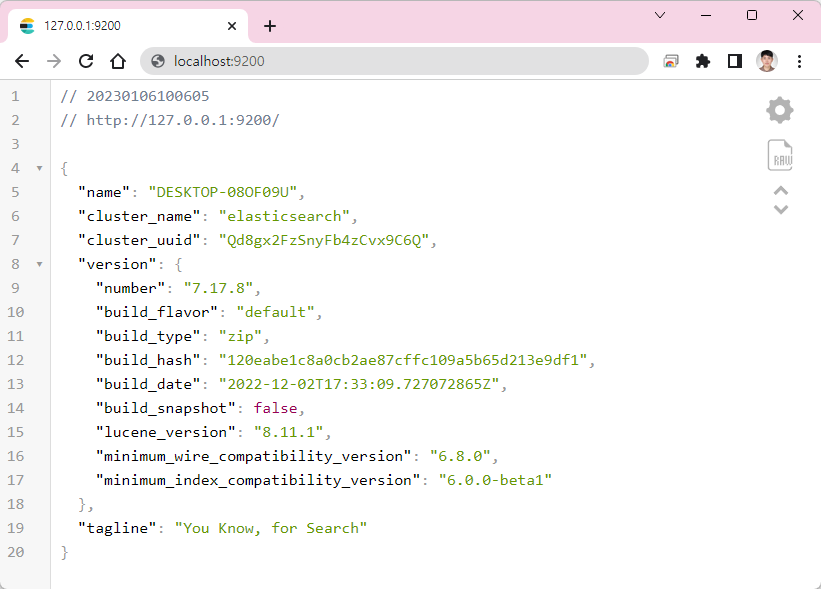 127.0.0.1:9200
localhost:9200
1 // 20230106100605
2 // http://127.0.0.1:9200/
3
4 {
5 "name": "DESKTOP-08OF09U",
6 "cluster_name": "elasticsearch",
7 "cluster_uuid": "Qd8gx2FzSnyFb4zCvx9C6Q",
8 "version": {
9 "number": "7.17.8",
10 "build_flavor": "default",
11 "build_type": "zip",
12 "build_hash": "120eabe1c8a0cb2ae87cffc109a5b65d213e9df1",
13 "build_date": "2022-12-02T17:33:09.727072865Z",
14 "build_snapshot": false,
15 "lucene_version": "8.11.1",
16 "minimum_wire_compatibility_version": "6.8.0",
17 "minimum_index_compatibility_version": "6.0.0-beta1"
18 },
19 "tagline": "You Know, for Search"
20 }
RAW